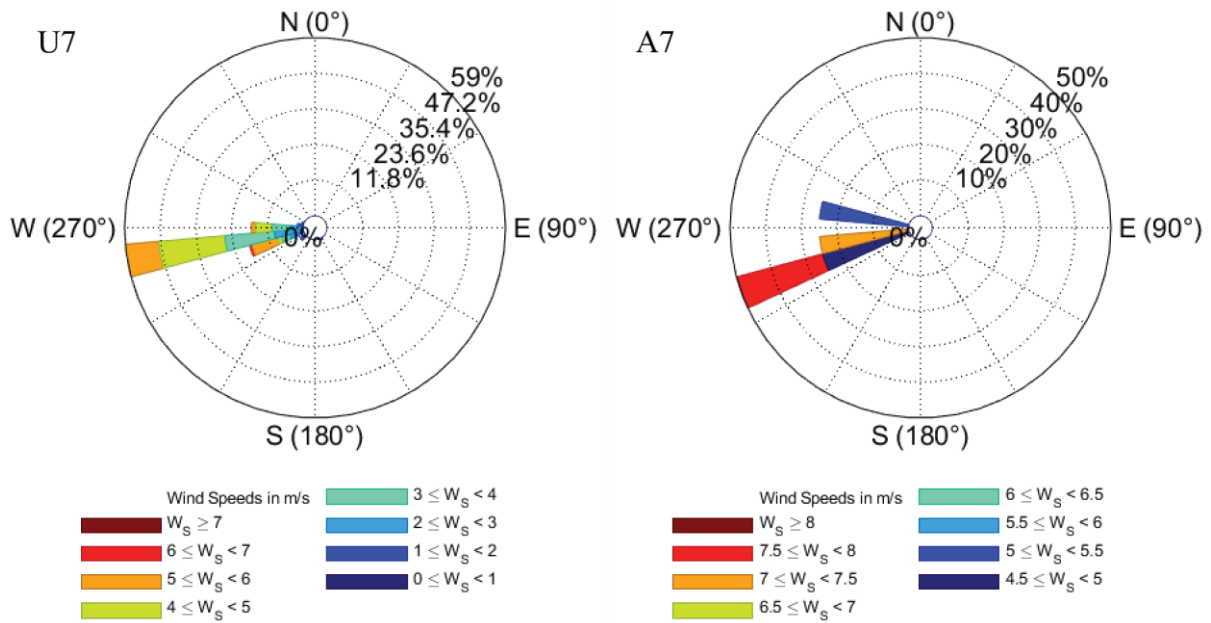 U7
N (0°)
59%
47.2%
35.4%
23.6%
11.8%
W (270°)
E (90°)
0%
S (180°)
Wind Speeds in m/s
W_S ≥ 7
6 ≤ W_S < 7
5 ≤ W_S < 6
4 ≤ W_S < 5
3 ≤ W_S < 4
2 ≤ W_S < 3
1 ≤ W_S < 2
0 ≤ W_S < 1
A7
N (0°)
50%
40%
30%
20%
10%
W (270°)
E (90°)
0%
S (180°)
Wind Speeds in m/s
W_S ≥ 8
7.5 ≤ W_S < 8
7 ≤ W_S < 7.5
6.5 ≤ W_S < 7
6 ≤ W_S < 6.5
5.5 ≤ W_S < 6
5 ≤ W_S < 5.5
4.5 ≤ W_S < 5